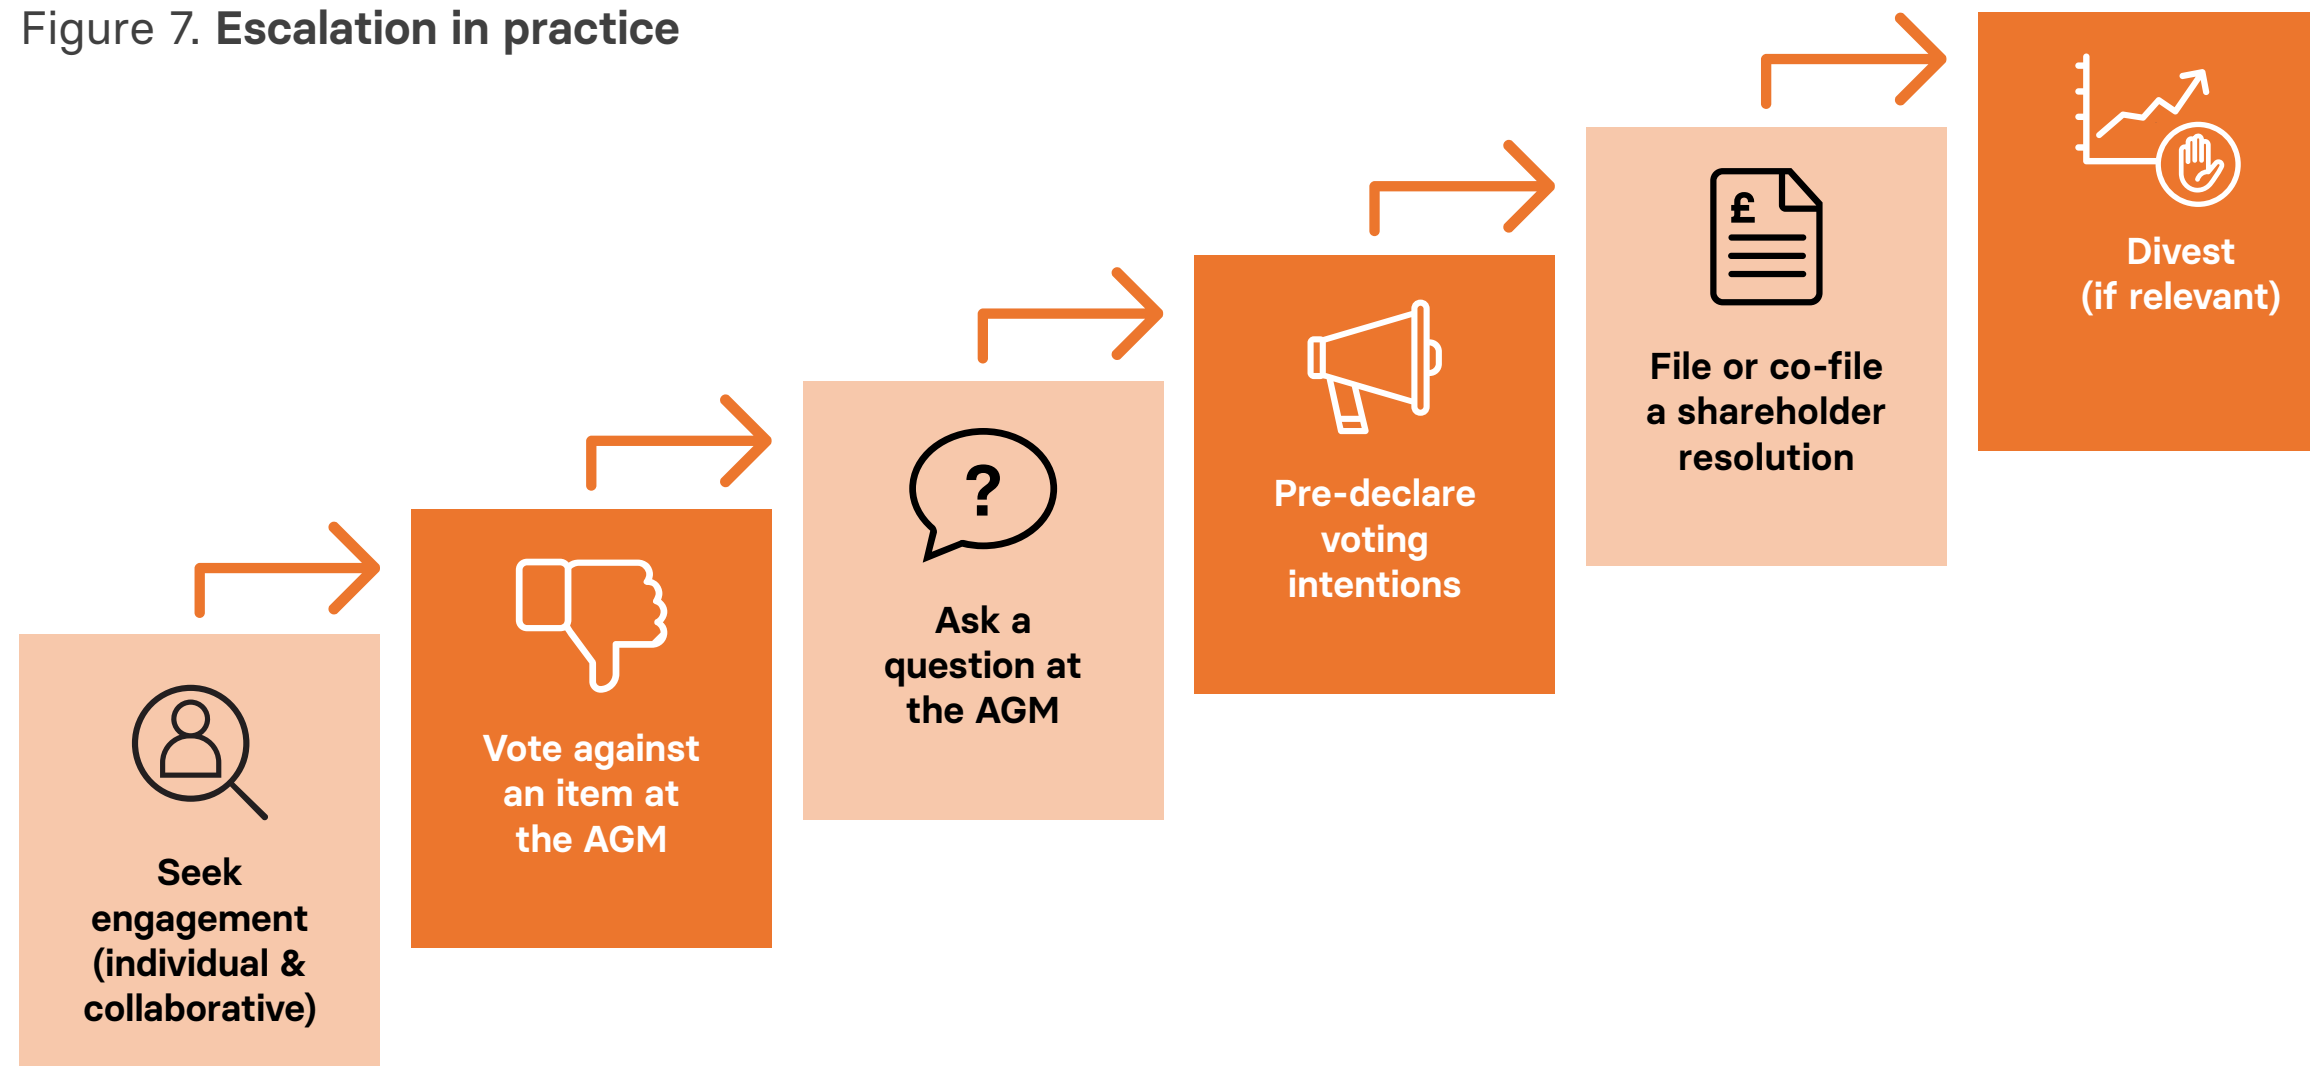 Figure 7. Escalation in practice
Seek
engagement
(individual &
collaborative)
Vote against
an item at
the AGM
?
Ask a
question at
the AGM
Pre-declare
voting
intentions
£
File or co-file
a shareholder
resolution
Divest
(if relevant)